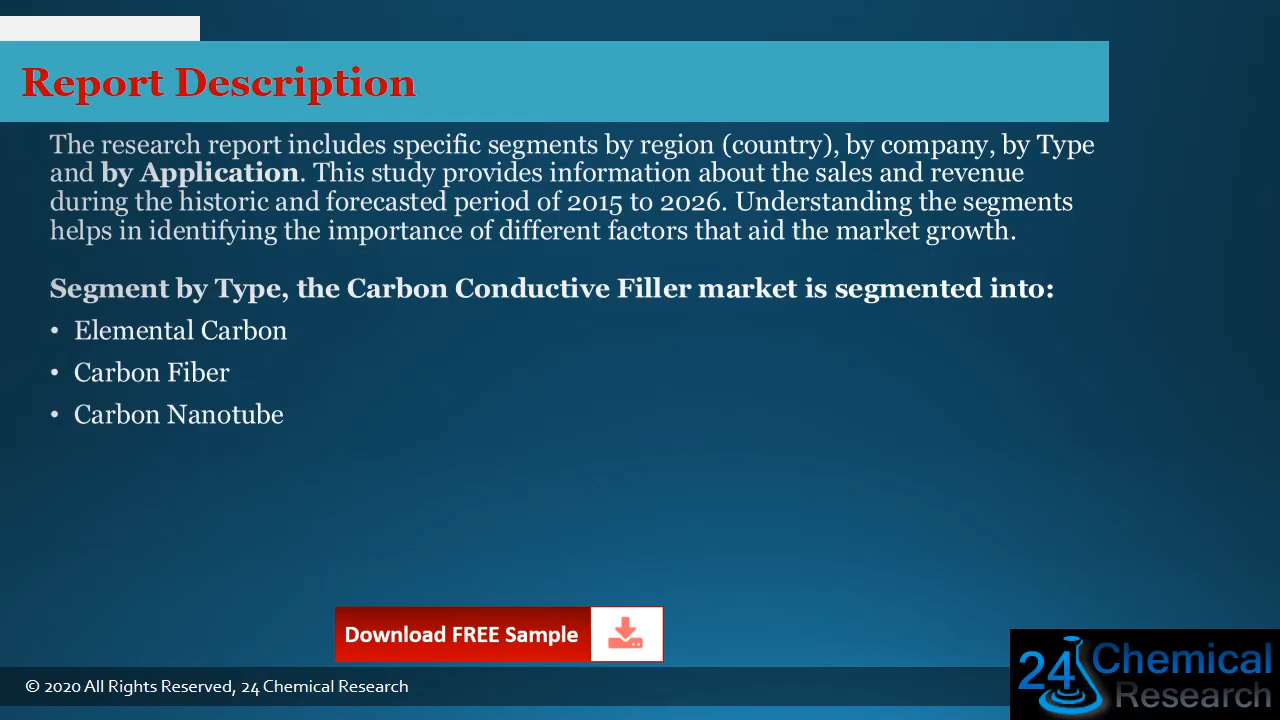 Report Description
The research report includes specific segments by region (country), by company, by Type
and by Application. This study provides information about the sales and revenue
during the historic and forecasted period of 2015 to 2026. Understanding the segments
helps in identifying the importance of different factors that aid the market growth.
Segment by Type, the Carbon Conductive Filler market is segmented into:
• Elemental Carbon
• Carbon Fiber
• Carbon Nanotube
Download FREE Sample
© 2020 All Rights Reserved, 24 Chemical Research
24 Chemical
Research